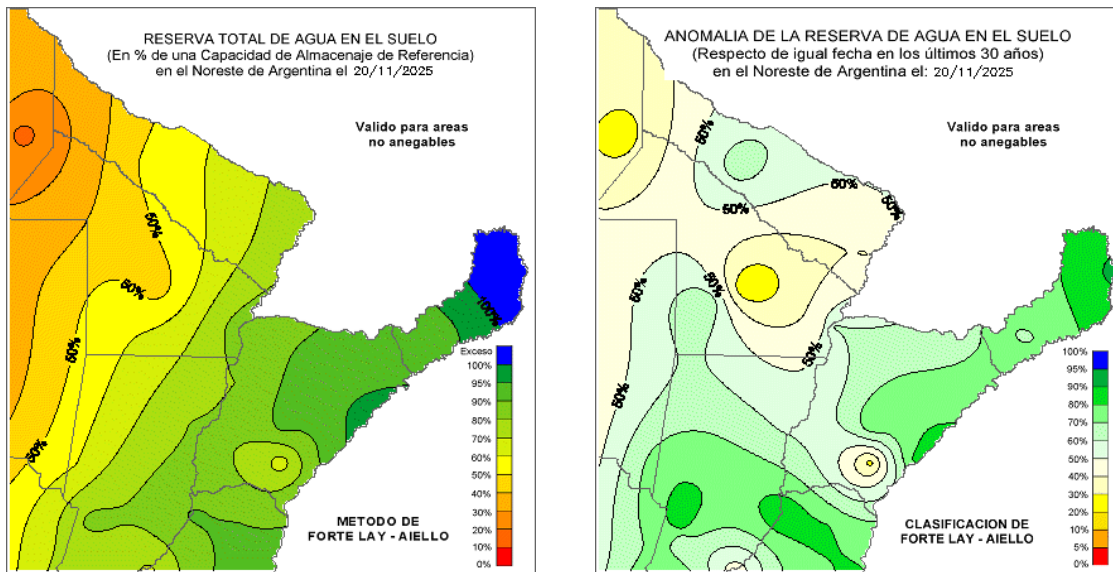 RESERVA TOTAL DE AGUA EN EL SUELO
(En % de una Capacidad de Almacenaje de Referencia)
en el Noreste de Argentina el 20/11/2025
Valido para areas
no anegables
50%
50%
50%
50%
100%
Exceso
100%
95%
90%
80%
70%
60%
50%
40%
30%
20%
10%
0%
METODO DE
FORTE LAY - AIELLO
ANOMALIA DE LA RESERVA DE AGUA EN EL SUELO
(Respecto de igual fecha en los últimos 30 años)
en el Noreste de Argentina el: 20/11/2025
Valido para areas
no anegables
50%
50%
50%
50%
50%
50%
50%
50%
100%
95%
90%
80%
70%
60%
50%
40%
30%
20%
10%
5%
0%
CLASIFICACION DE
FORTE LAY - AIELLO